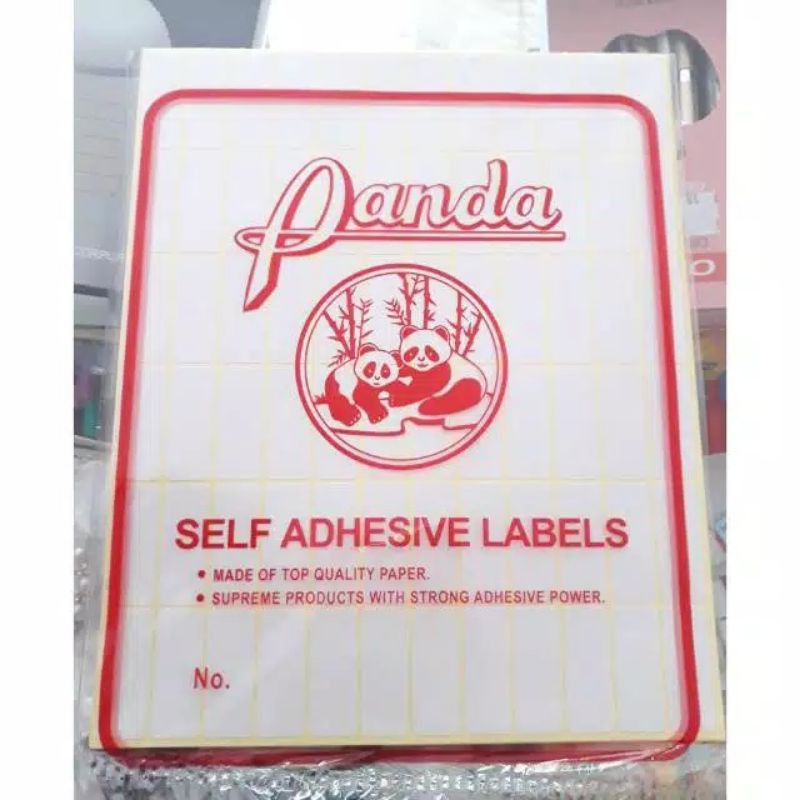 Panda
SELF ADHESIVE LABELS
• MADE OF TOP QUALITY PAPER.
• SUPREME PRODUCTS WITH STRONG ADHESIVE POWER.
No.